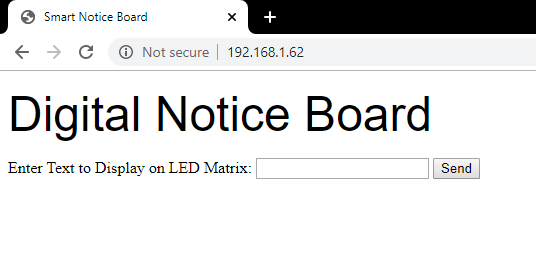 Smart Notice Board
Not secure 192.168.1.62
Digital Notice Board
Enter Text to Display on LED Matrix: Send